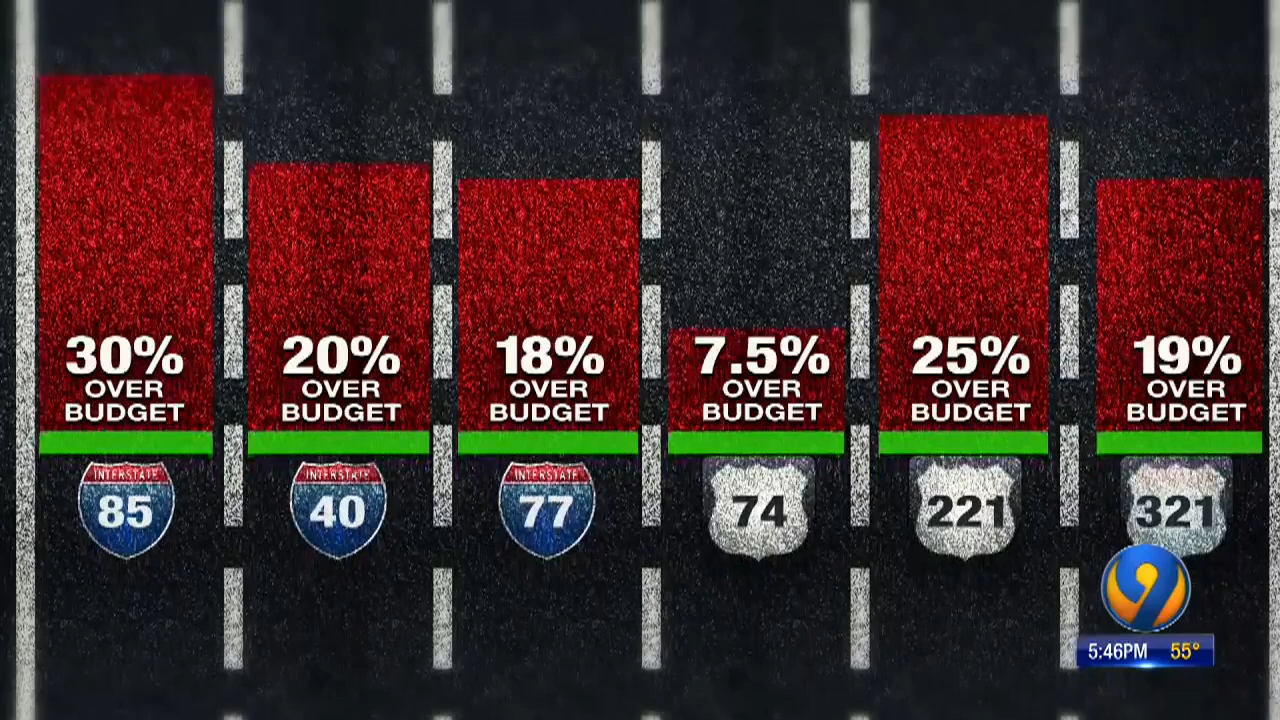 30%
OVER
BUDGET
INTERSTATE
85
20%
OVER
BUDGET
INTERSTATE
40
18%
OVER
BUDGET
INTERSTATE
77
7.5%
OVER
BUDGET
74
25%
OVER
BUDGET
221
19%
OVER
BUDGET
321
9
5:46PM 55°